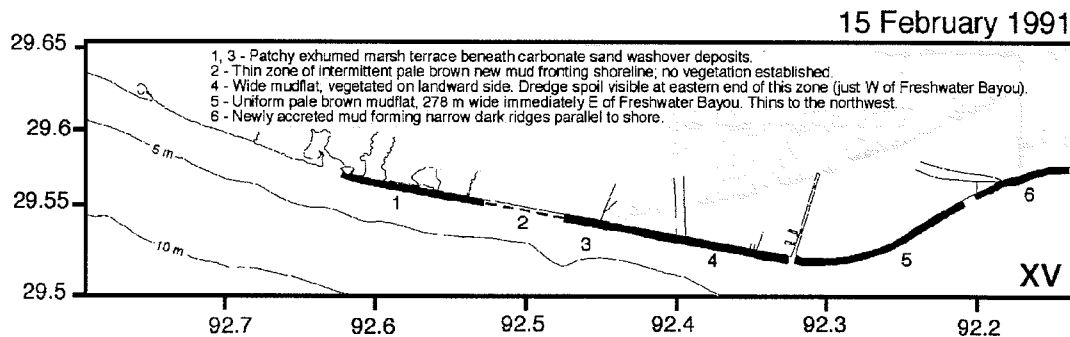 15 February 1991
29.65
1, 3 - Patchy exhumed marsh terrace beneath carbonate sand washover deposits.
2 - Thin zone of intermittent pale brown new mud fronting shoreline; no vegetation established.
4 - Wide mudflat, vegetated on landward side. Dredge spoil visible at eastern end of this zone (just W of Freshwater Bayou).
5 - Uniform pale brown mudflat, 278 m wide immediately E of Freshwater Bayou. Thins to the northwest.
6 - Newly accreted mud forming narrow dark ridges parallel to shore.
29.6
5 m
29.55
1
2
3
4
5
6
10 m
29.5
XV
92.7
92.6
92.5
92.4
92.3
92.2